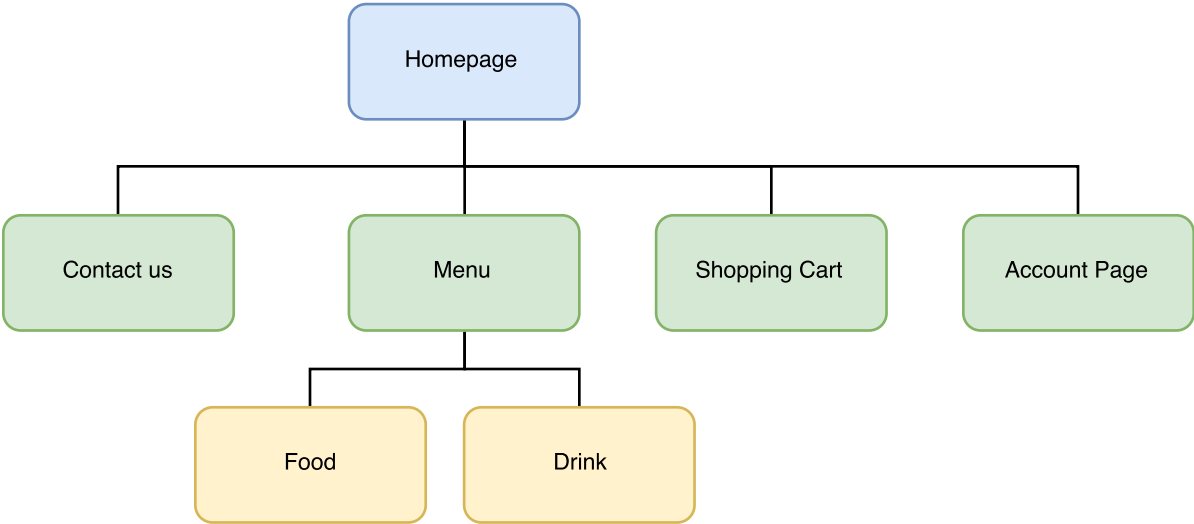 Homepage
Contact us
Menu
Shopping Cart
Account Page
Food
Drink